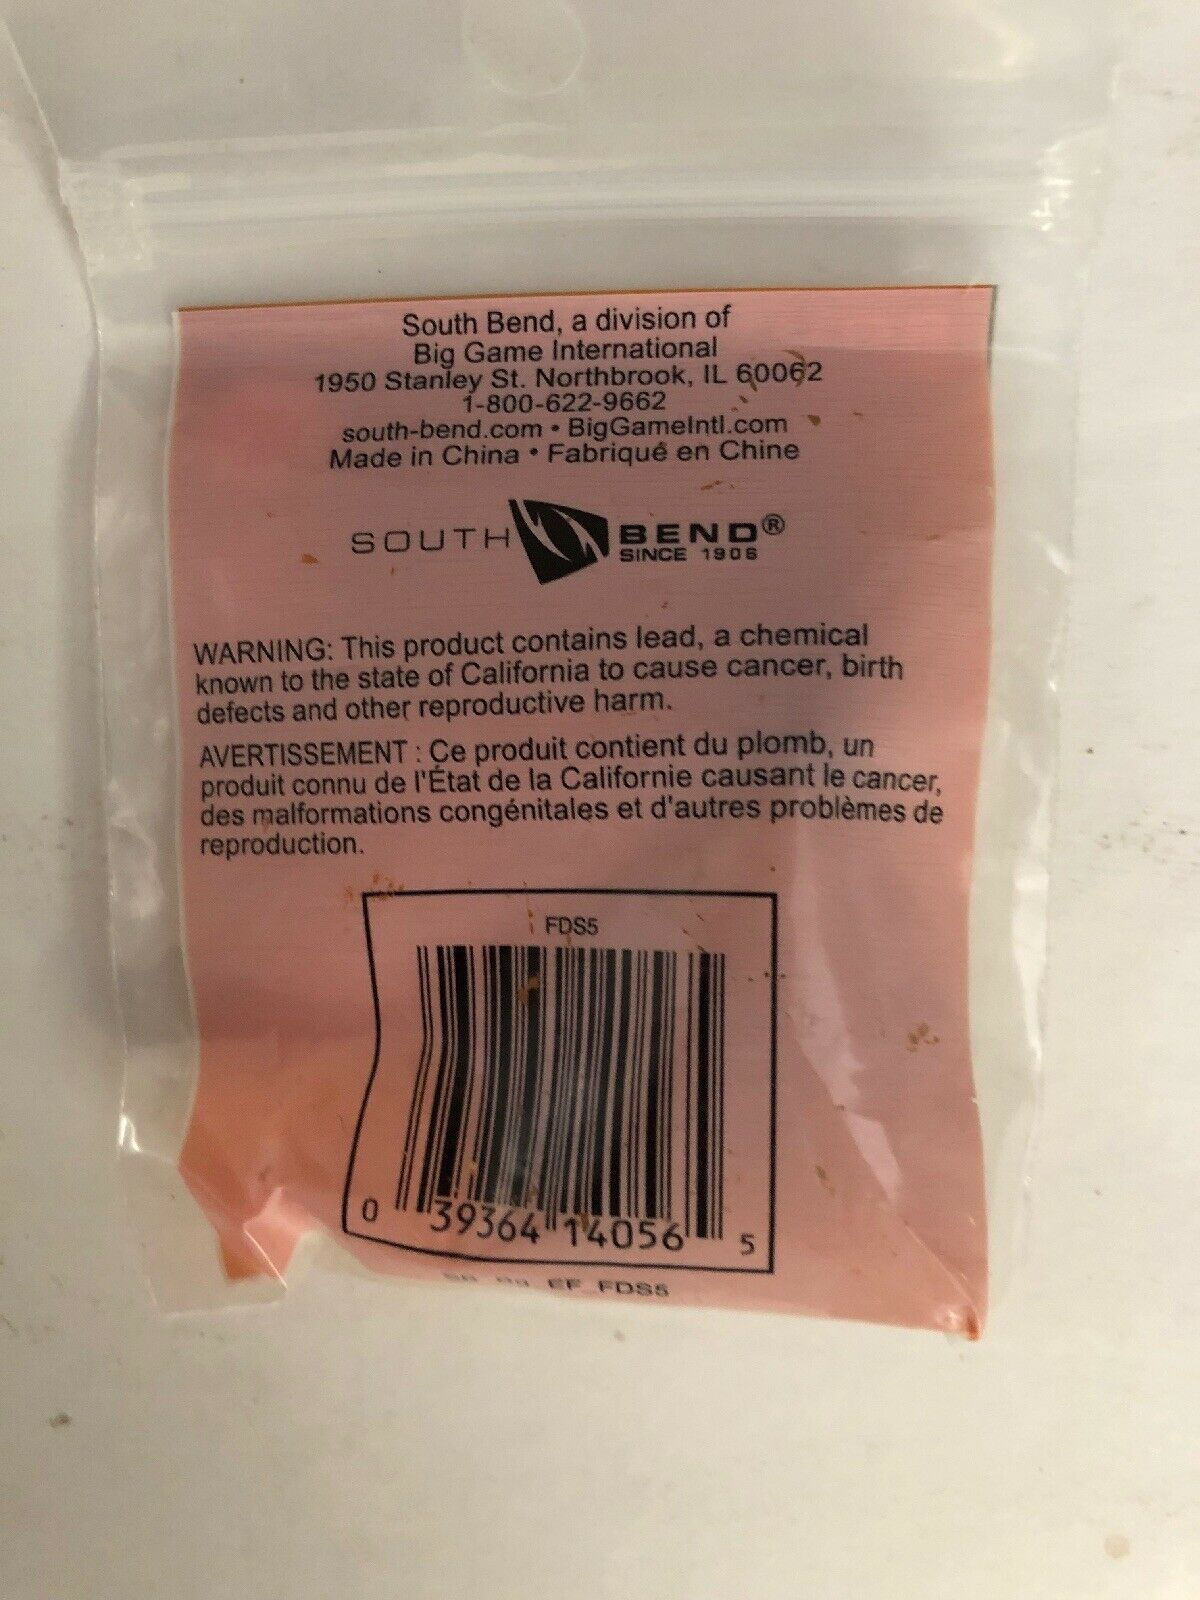 South Bend, a division of
Big Game International
1950 Stanley St. Northbrook, IL 60062
1-800-622-9662
south-bend.com • BigGameIntl.com
Made in China • Fabriqué en Chine
SOUTH BEND®
SINCE 1906
WARNING: This product contains lead, a chemical
known to the state of California to cause cancer, birth
defects and other reproductive harm.
AVERTISSEMENT : Ce produit contient du plomb, un
produit connu de l'État de la Californie causant le cancer,
des malformations congénitales et d'autres problèmes de
reproduction.
FDS5
0 39364 14056 5
EF FDS5